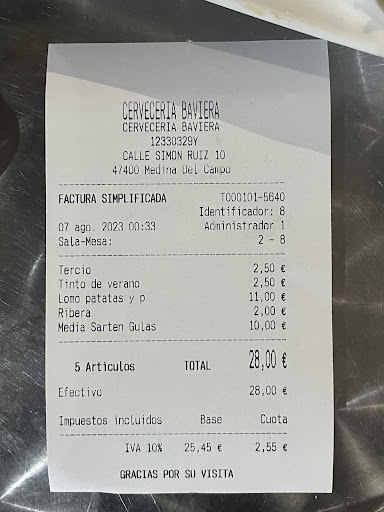 CERVECERIA BAVIERA
CERVECERIA BAVIERA
12330329Y
CALLE SIMON RUIZ 10
47400 Medina Del Campo
FACTURA SIMPLIFICADA T000101-5640
Identificador: 8
07 ago. 2023 00:33 Administrador 1
Sala-Mesa: 2 - 8
Tercio 2,50 €
Tinto de verano 2,50 €
Lomo patatas y p 11,00 €
Ribera 2,00 €
Media Sarten Gulas 10,00 €
5 Articulos TOTAL 28,00 €
Efectivo 28,00 €
Impuestos incluidos Base Cuota
IVA 10% 25,45 € 2,55 €
GRACIAS POR SU VISITA